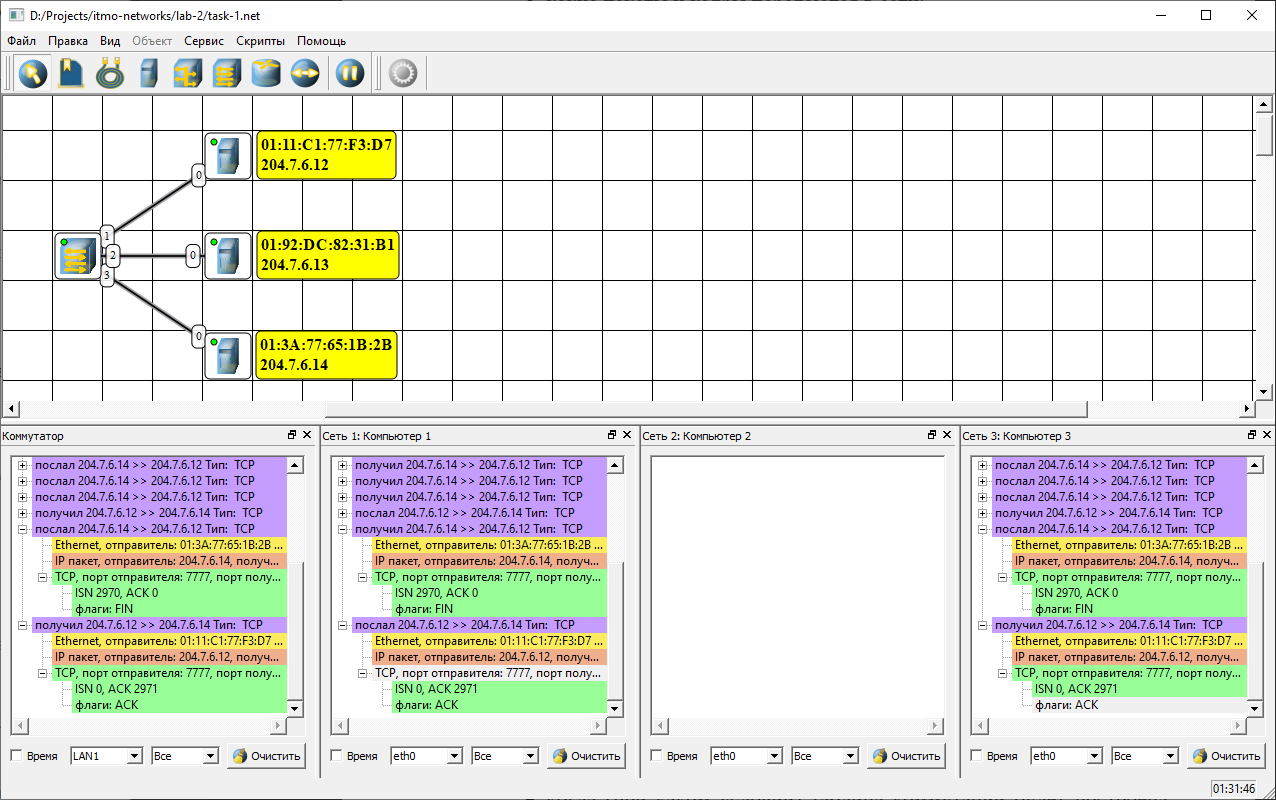 D:/Projects/itmo-networks/lab-2/task-1.net
Файл Правка Вид Объект Сервис Скрипты Помощь
01:11:C1:77:F3:D7
204.7.6.12
0
1
01:92:DC:82:31:B1
204.7.6.13
2
0
3
0
01:3A:77:65:1B:2B
204.7.6.14
Коммутатор
послал 204.7.6.14 >> 204.7.6.12 Тип: TCP
послал 204.7.6.14 >> 204.7.6.12 Тип: TCP
послал 204.7.6.14 >> 204.7.6.12 Тип: TCP
получил 204.7.6.12 >> 204.7.6.14 Тип: TCP
послал 204.7.6.14 >> 204.7.6.12 Тип: TCP
Ethernet, отправитель: 01:3A:77:65:1B:2B ...
IP пакет, отправитель: 204.7.6.14, получ...
TCP, порт отправителя: 7777, порт полу...
ISN 2970, ACK 0
флаги: FIN
получил 204.7.6.12 >> 204.7.6.14 Тип: TCP
Ethernet, отправитель: 01:11:C1:77:F3:D7 ...
IP пакет, отправитель: 204.7.6.12, получ...
TCP, порт отправителя: 7777, порт полу...
ISN 0, ACK 2971
флаги: ACK
Время LAN1 Все Очистить
Сеть 1: Компьютер 1
получил 204.7.6.14 >> 204.7.6.12 Тип: TCP
получил 204.7.6.14 >> 204.7.6.12 Тип: TCP
получил 204.7.6.14 >> 204.7.6.12 Тип: TCP
послал 204.7.6.12 >> 204.7.6.14 Тип: TCP
получил 204.7.6.14 >> 204.7.6.12 Тип: TCP
Ethernet, отправитель: 01:3A:77:65:1B:2B ...
IP пакет, отправитель: 204.7.6.14, получ...
TCP, порт отправителя: 7777, порт полу...
ISN 2970, ACK 0
флаги: FIN
послал 204.7.6.12 >> 204.7.6.14 Тип: TCP
Ethernet, отправитель: 01:11:C1:77:F3:D7 ...
IP пакет, отправитель: 204.7.6.12, получ...
TCP, порт отправителя: 7777, порт полу...
ISN 0, ACK 2971
флаги: ACK
Время eth0 Все Очистить
Сеть 2: Компьютер 2
Время eth0 Все Очистить
Сеть 3: Компьютер 3
послал 204.7.6.14 >> 204.7.6.12 Тип: TCP
послал 204.7.6.14 >> 204.7.6.12 Тип: TCP
послал 204.7.6.14 >> 204.7.6.12 Тип: TCP
получил 204.7.6.12 >> 204.7.6.14 Тип: TCP
послал 204.7.6.14 >> 204.7.6.12 Тип: TCP
Ethernet, отправитель: 01:3A:77:65:1B:2B ...
IP пакет, отправитель: 204.7.6.14, получ...
TCP, порт отправителя: 7777, порт полу...
ISN 2970, ACK 0
флаги: FIN
получил 204.7.6.12 >> 204.7.6.14 Тип: TCP
Ethernet, отправитель: 01:11:C1:77:F3:D7 ...
IP пакет, отправитель: 204.7.6.12, получ...
TCP, порт отправителя: 7777, порт полу...
ISN 0, ACK 2971
флаги: ACK
Время eth0 Все Очистить
01:31:46